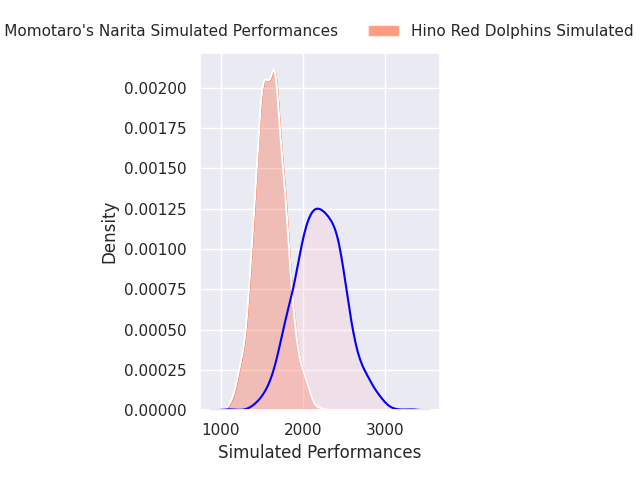 Momotaro's Narita Simulated Performances Hino Red Dolphins Simulated
0.00200
0.00175
0.00150
0.00125
0.00100
0.00075
0.00050
0.00025
0.00000
Density
1000 2000 3000
Simulated Performances